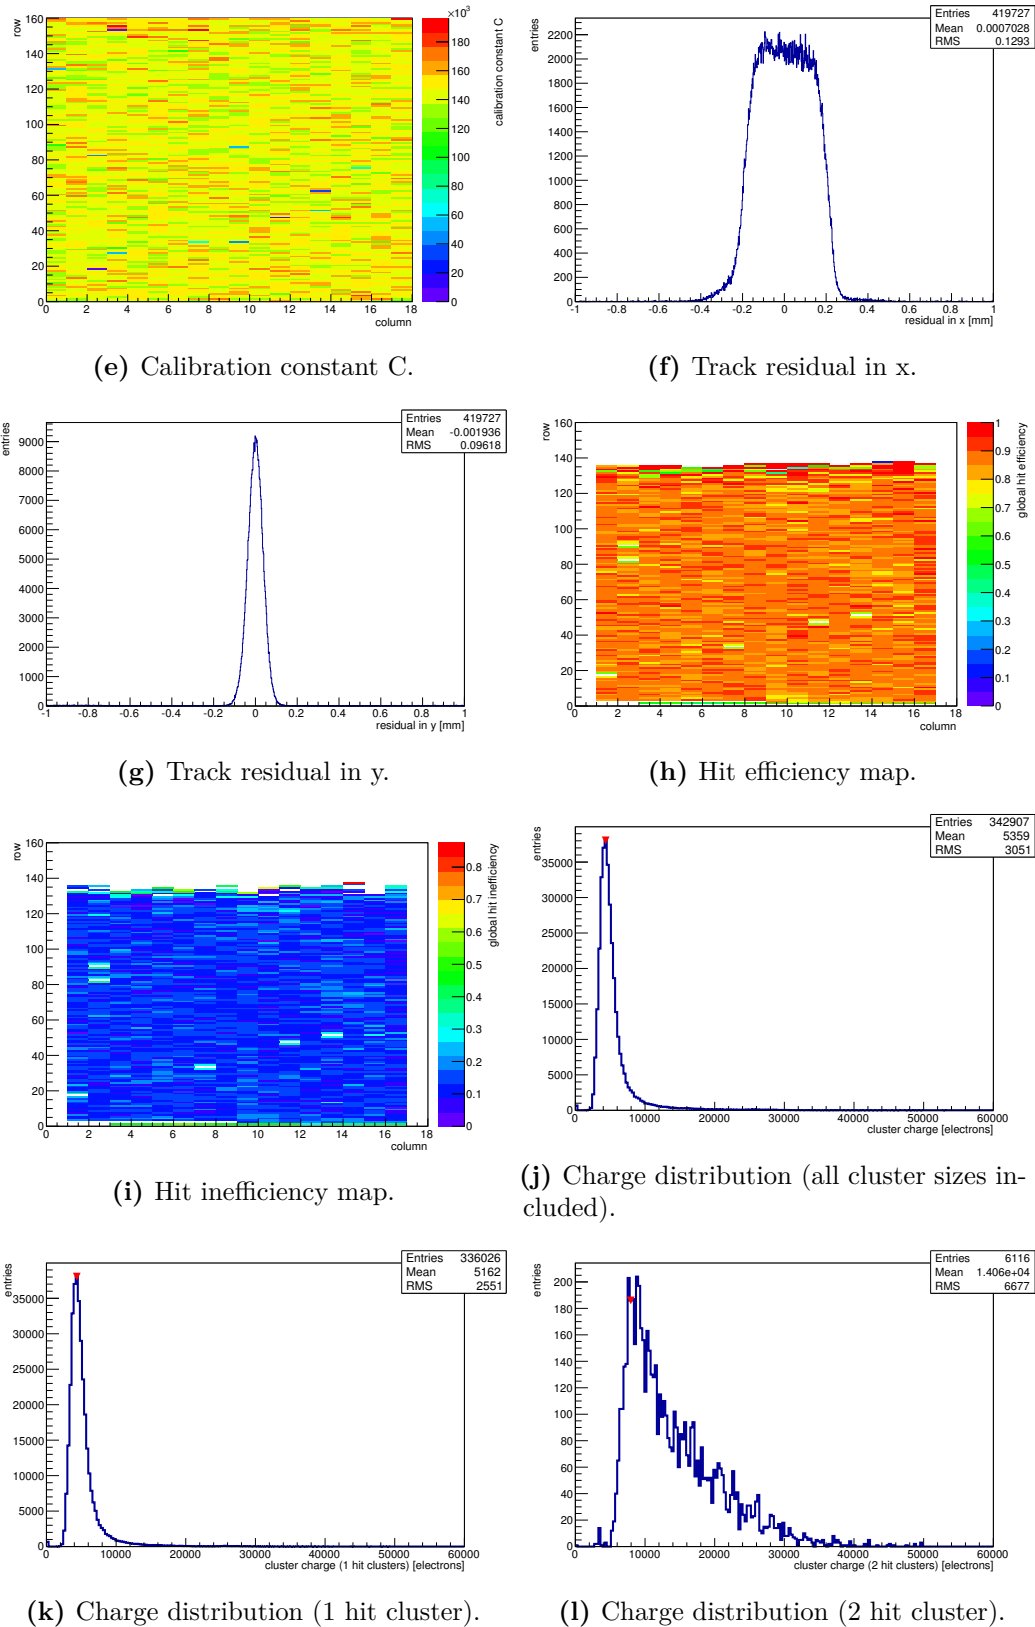 ×10³
row
160
140
120
100
80
60
40
20
0
0 2 4 6 8 10 12 14 16 18
column
180
160
140
120
100
80
60
40
20
0
calibration constant C
(e) Calibration constant C.
Entries 419727
Mean 0.0007028
RMS 0.1293
entries
2200
2000
1800
1600
1400
1200
1000
800
600
400
200
0
-1 -0.8 -0.6 -0.4 -0.2 0 0.2 0.4 0.6 0.8 1
residual in x [mm]
(f) Track residual in x.
Entries 419727
Mean -0.001936
RMS 0.09618
entries
9000
8000
7000
6000
5000
4000
3000
2000
1000
0
-1 -0.8 -0.6 -0.4 -0.2 0 0.2 0.4 0.6 0.8 1
residual in y [mm]
(g) Track residual in y.
row
160
140
120
100
80
60
40
20
0
0 2 4 6 8 10 12 14 16 18
column
1
0.9
0.8
0.7
0.6
0.5
0.4
0.3
0.2
0.1
0
global hit efficiency
(h) Hit efficiency map.
row
160
140
120
100
80
60
40
20
0
0 2 4 6 8 10 12 14 16 18
column
0.8
0.7
0.6
0.5
0.4
0.3
0.2
0.1
0
global hit inefficiency
(i) Hit inefficiency map.
Entries 342907
Mean 5359
RMS 3051
entries
35000
30000
25000
20000
15000
10000
5000
0
0 10000 20000 30000 40000 50000 60000
cluster charge [electrons]
(j) Charge distribution (all cluster sizes in-
cluded).
Entries 336026
Mean 5162
RMS 2551
entries
35000
30000
25000
20000
15000
10000
5000
0
0 10000 20000 30000 40000 50000 60000
cluster charge (1 hit clusters) [electrons]
(k) Charge distribution (1 hit cluster).
Entries 6116
Mean 1.406e+04
RMS 6677
entries
200
180
160
140
120
100
80
60
40
20
0
0 10000 20000 30000 40000 50000 60000
cluster charge (2 hit clusters) [electrons]
(l) Charge distribution (2 hit cluster).